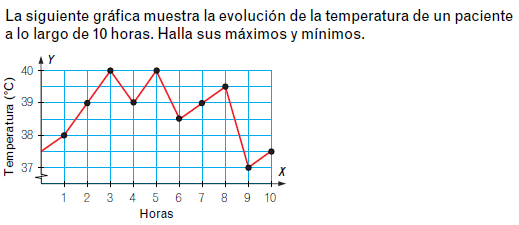 La siguiente gráfica muestra la evolución de la temperatura de un paciente
a lo largo de 10 horas. Halla sus máximos y mínimos.
Y
Temperatura (°C)
40
39
38
37
X
1 2 3 4 5 6 7 8 9 10
Horas